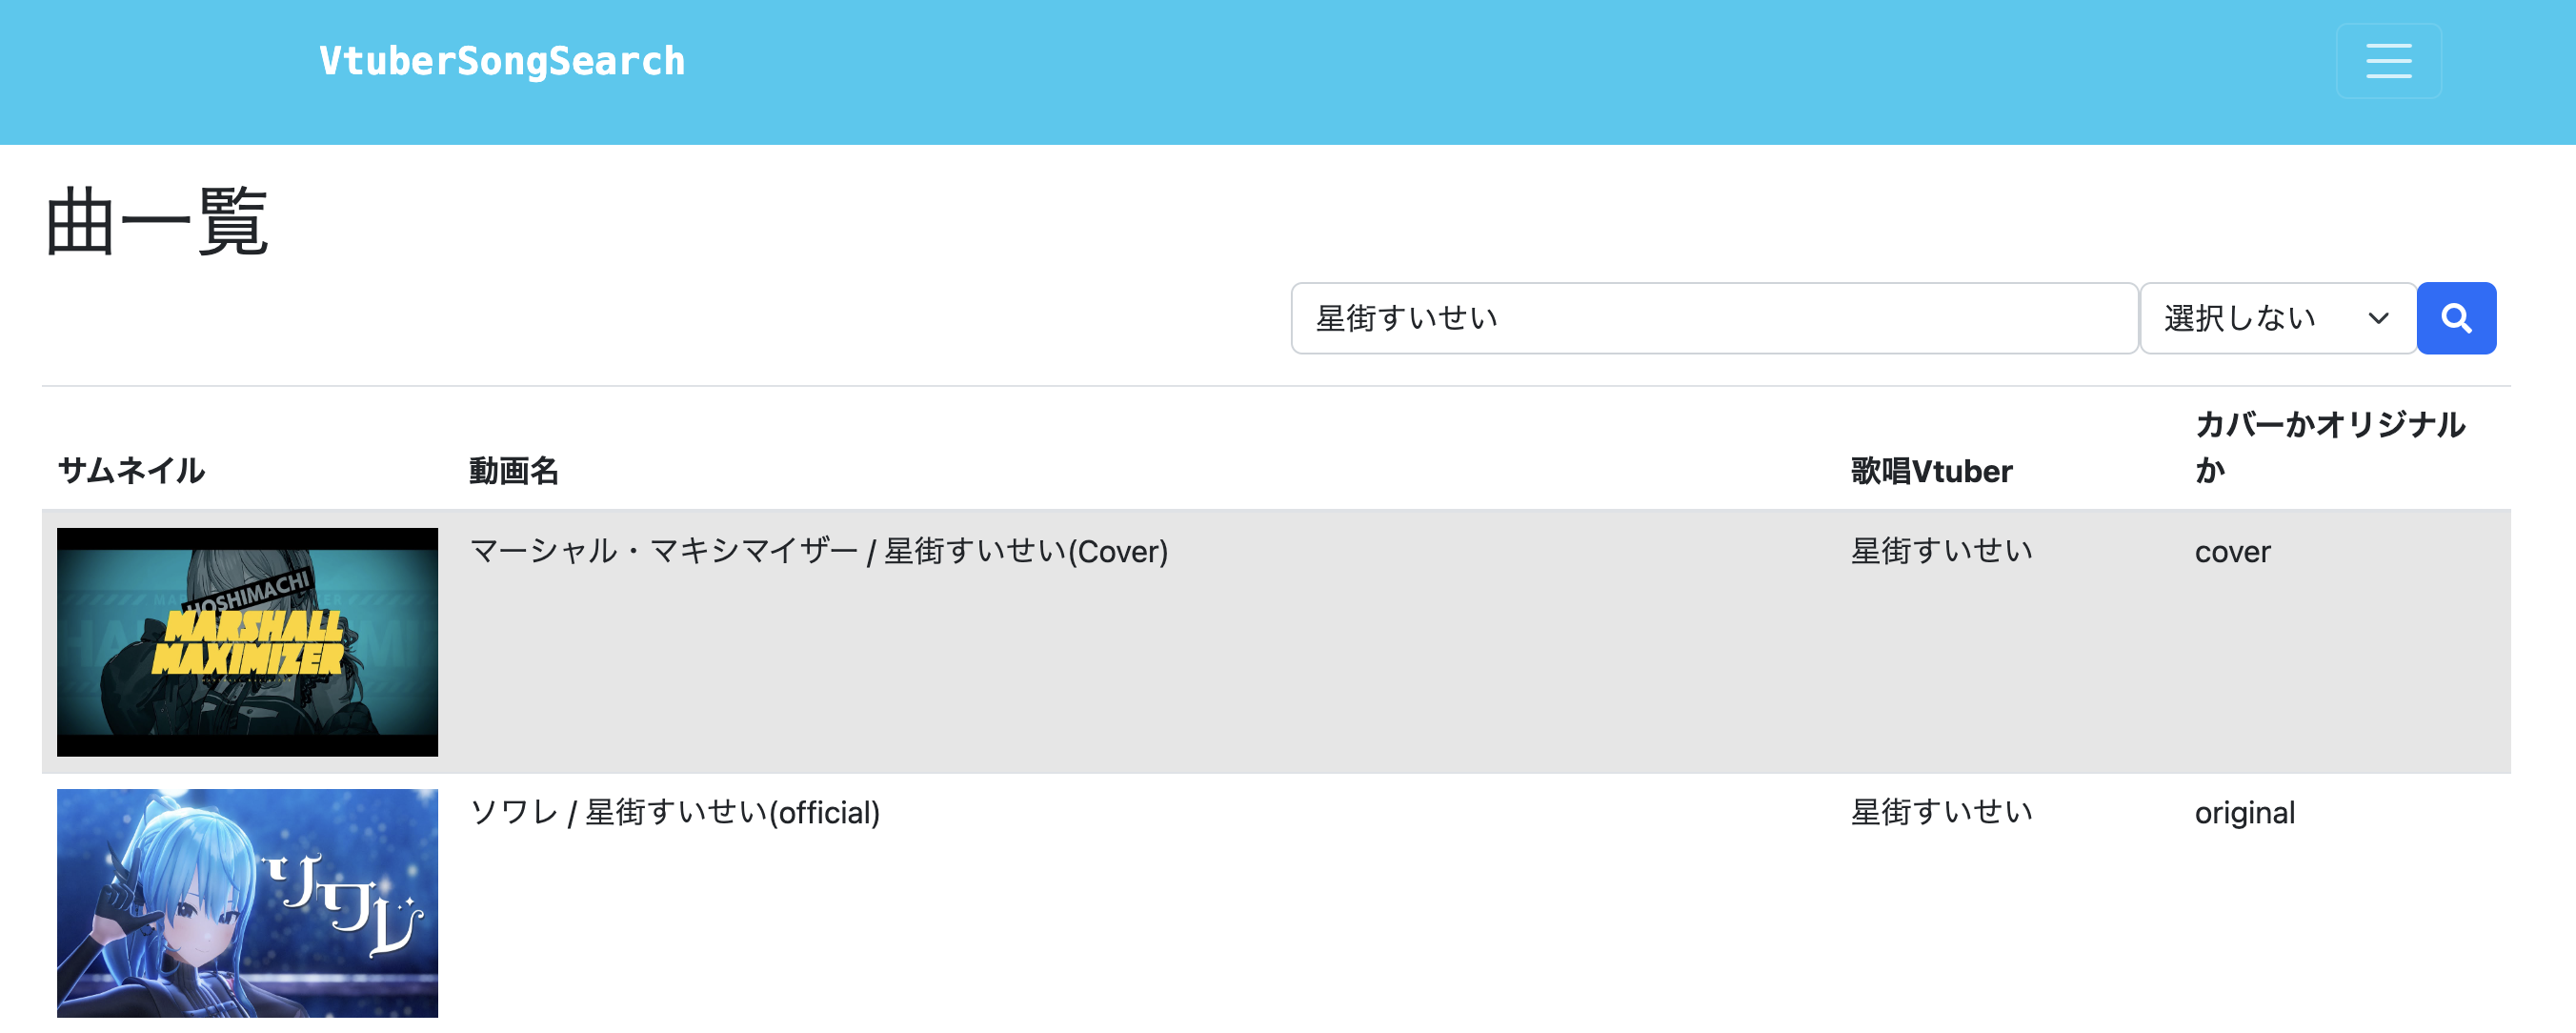 VtuberSongSearch
曲一覧
星街すいせい
選択しない
サムネイル
動画名
歌唱Vtuber
カバーかオリジナル
か
HOSHIMACHI
MARSHALL
MAXIMIZER
マーシャル・マキシマイザー / 星街すいせい(Cover)
星街すいせい
cover
ソワレ
ソワレ / 星街すいせい(official)
星街すいせい
original